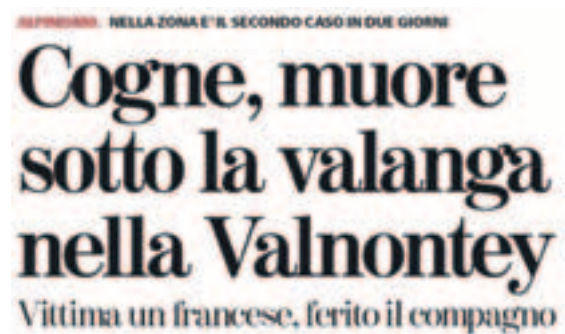 ALPINISMO. NELLA ZONA E' IL SECONDO CASO IN DUE GIORNI
Cogne, muore
sotto la valanga
nella Valnontey
Vittima un francese, ferito il compagno